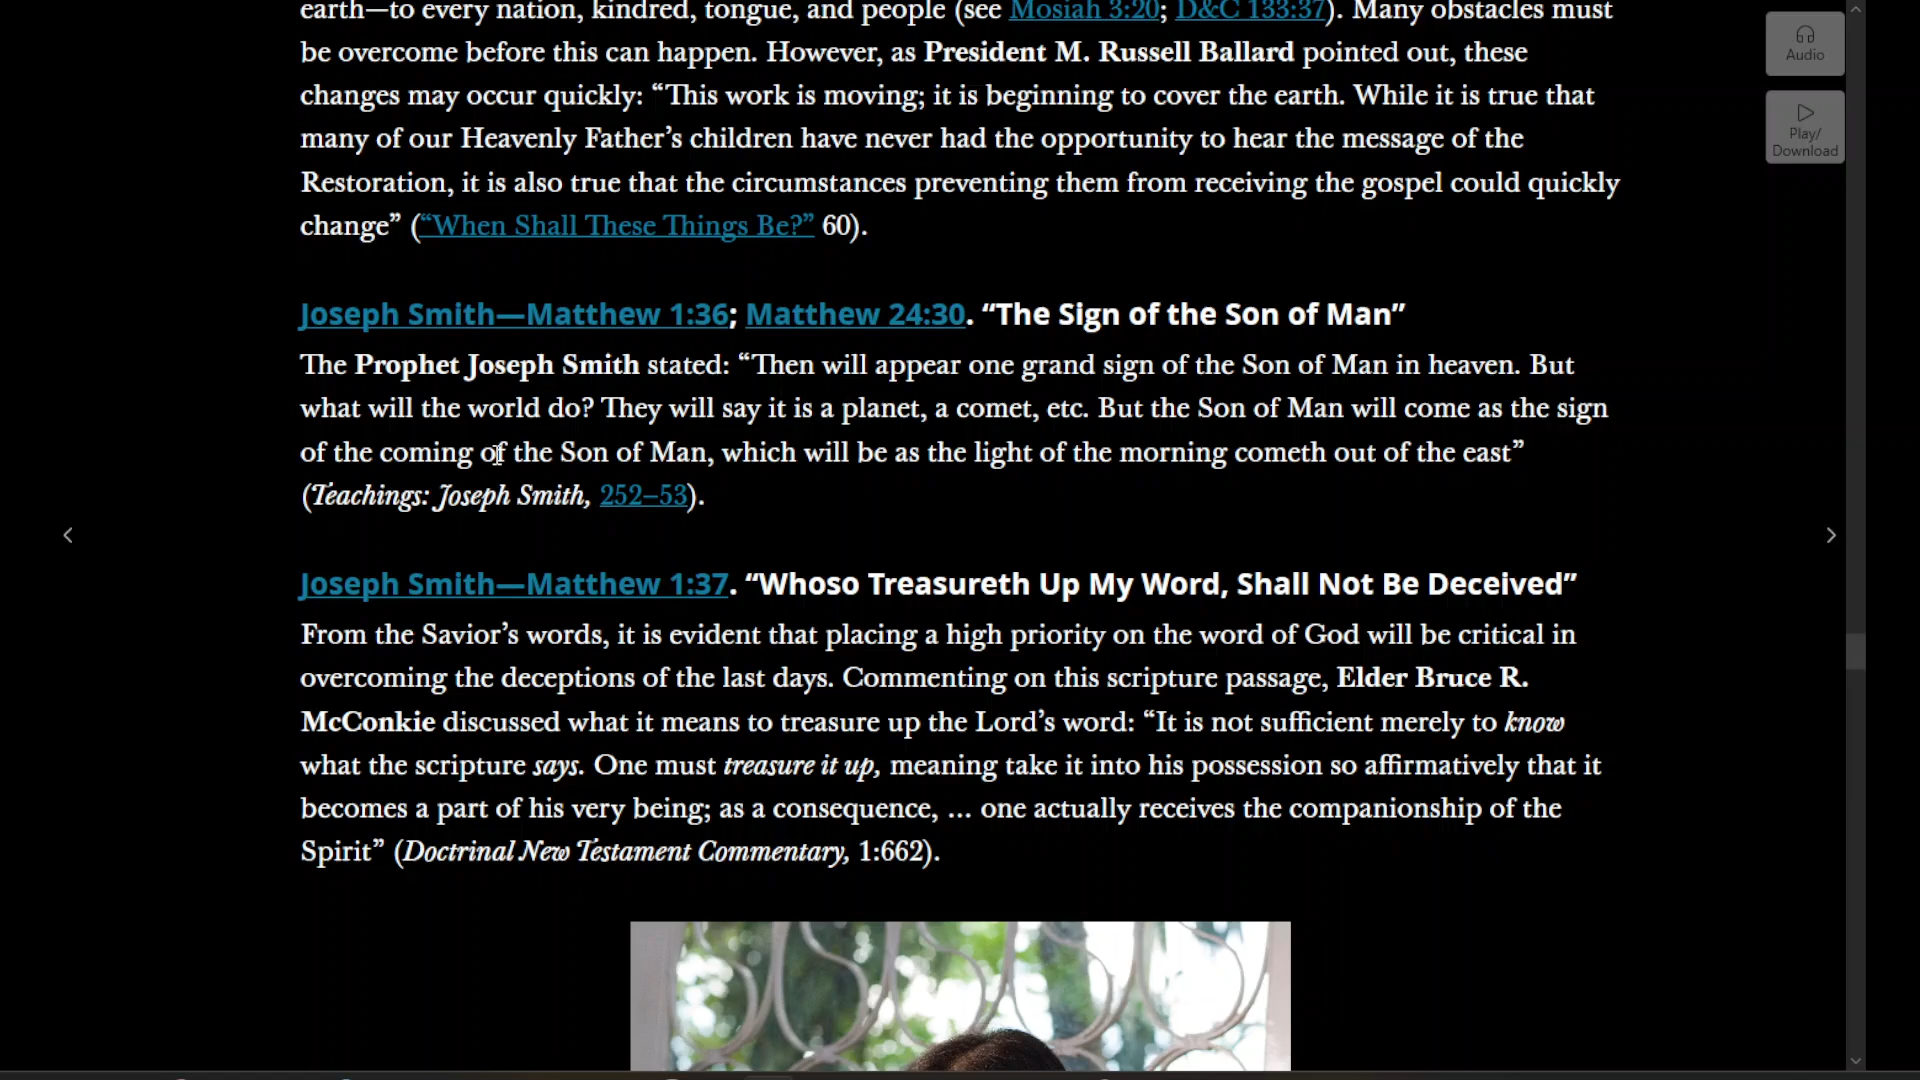 earth—to every nation, kindred, tongue, and people (see Mosiah 3:20; D&C 133:37). Many obstacles must
be overcome before this can happen. However, as President M. Russell Ballard pointed out, these
changes may occur quickly: “This work is moving; it is beginning to cover the earth. While it is true that
many of our Heavenly Father’s children have never had the opportunity to hear the message of the
Restoration, it is also true that the circumstances preventing them from receiving the gospel could quickly
change” (“When Shall These Things Be?” 60).
Joseph Smith—Matthew 1:36; Matthew 24:30. “The Sign of the Son of Man”
The Prophet Joseph Smith stated: “Then will appear one grand sign of the Son of Man in heaven. But
what will the world do? They will say it is a planet, a comet, etc. But the Son of Man will come as the sign
of the coming of the Son of Man, which will be as the light of the morning cometh out of the east”
(Teachings: Joseph Smith, 252–53).
Joseph Smith—Matthew 1:37. “Whoso Treasureth Up My Word, Shall Not Be Deceived”
From the Savior’s words, it is evident that placing a high priority on the word of God will be critical in
overcoming the deceptions of the last days. Commenting on this scripture passage, Elder Bruce R.
McConkie discussed what it means to treasure up the Lord’s word: “It is not sufficient merely to know
what the scripture says. One must treasure it up, meaning take it into his possession so affirmatively that it
becomes a part of his very being; as a consequence, … one actually receives the companionship of the
Spirit” (Doctrinal New Testament Commentary, 1:662).
Audio
Play/
Download